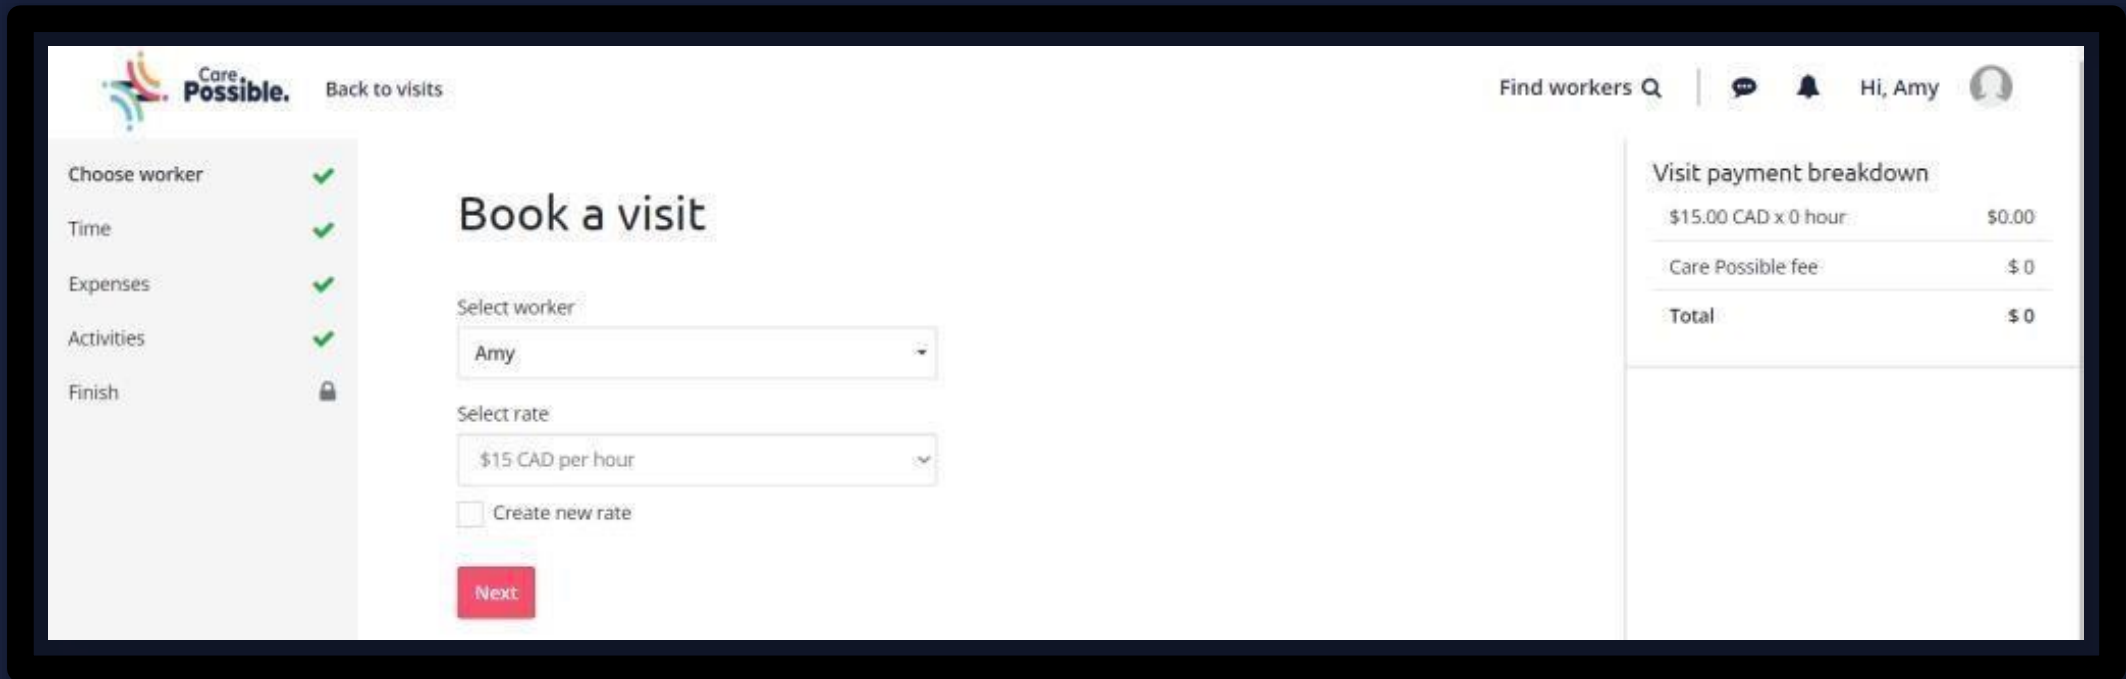 Care
Possible.
Back to visits
Find workers
Hi, Amy
Choose worker
Time
Expenses
Activities
Finish
Book a visit
Select worker
Amy
Select rate
$15 CAD per hour
Create new rate
Next
Visit payment breakdown
$15.00 CAD x 0 hour $0.00
Care Possible fee $ 0
Total $ 0